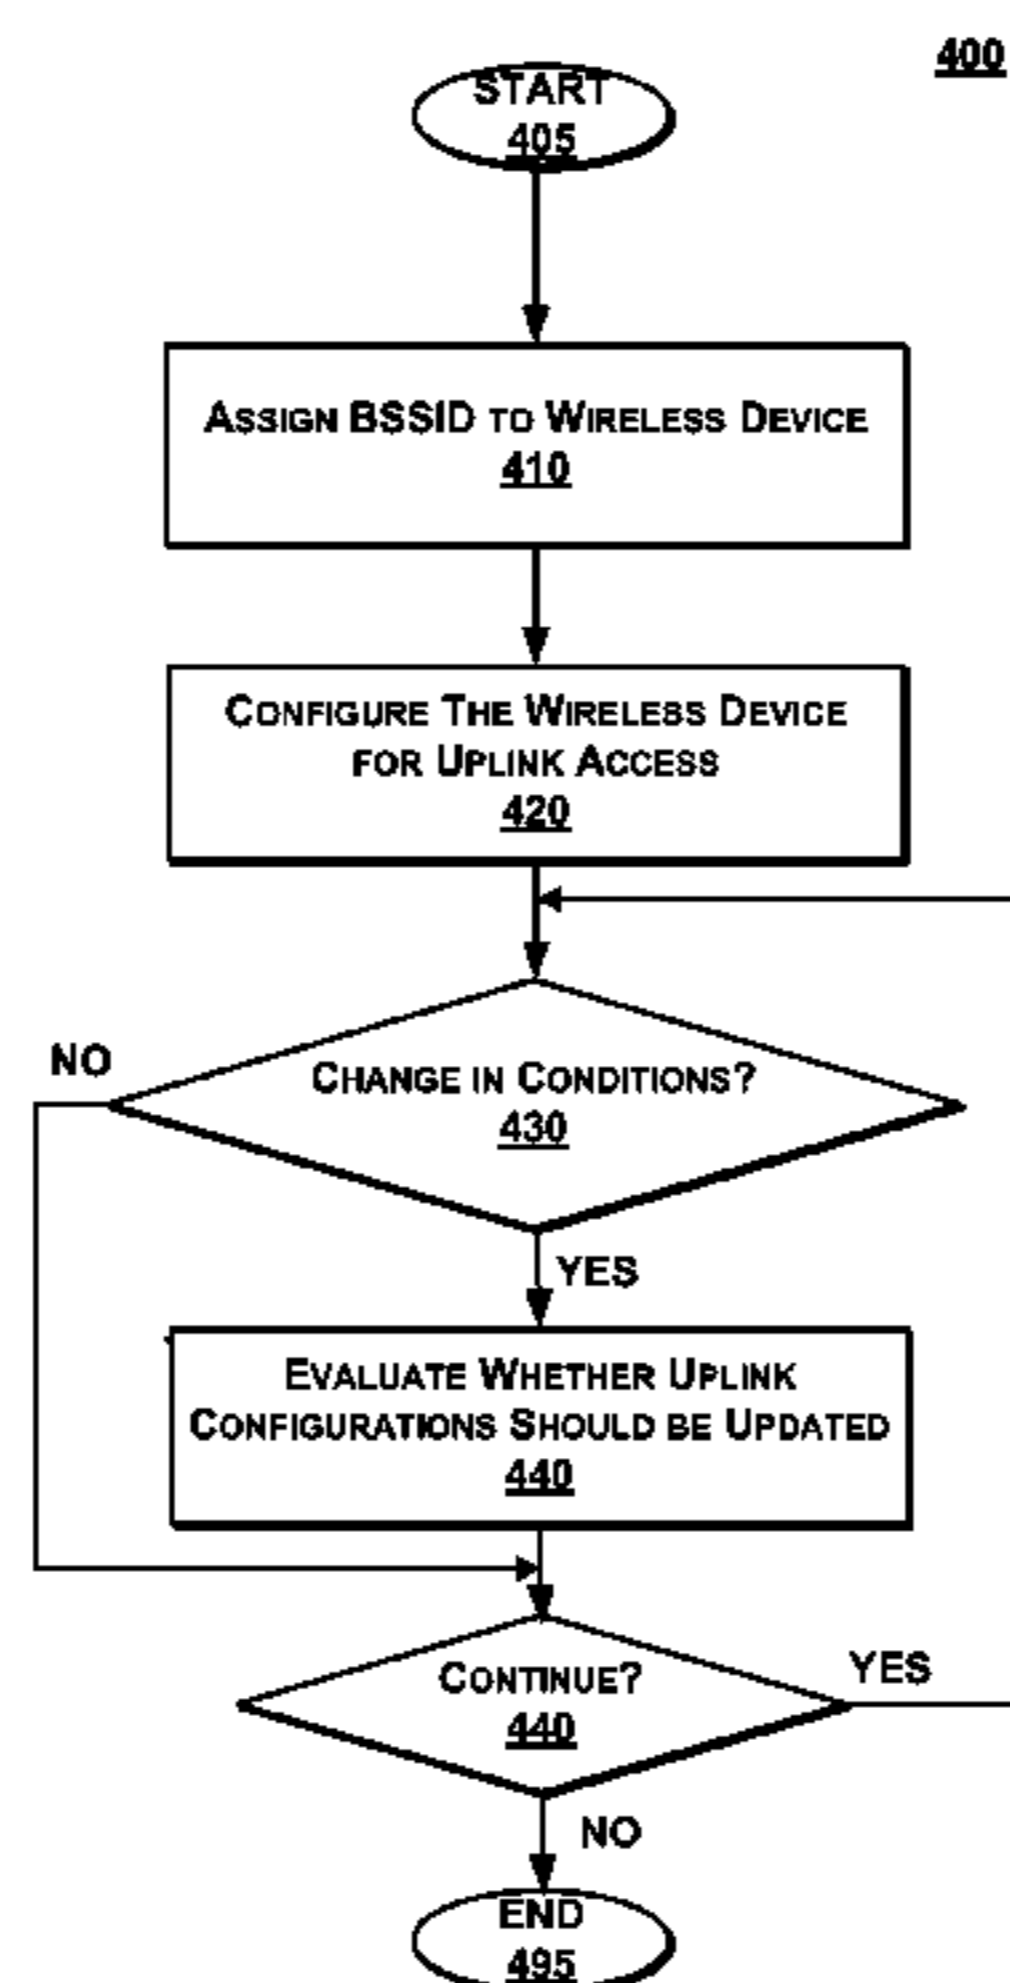 400
START
405
ASSIGN BSSID TO WIRELESS DEVICE
410
CONFIGURE THE WIRELESS DEVICE
FOR UPLINK ACCESS
420
NO
CHANGE IN CONDITIONS?
430
YES
EVALUATE WHETHER UPLINK
CONFIGURATIONS SHOULD BE UPDATED
440
YES
CONTINUE?
440
NO
END
495